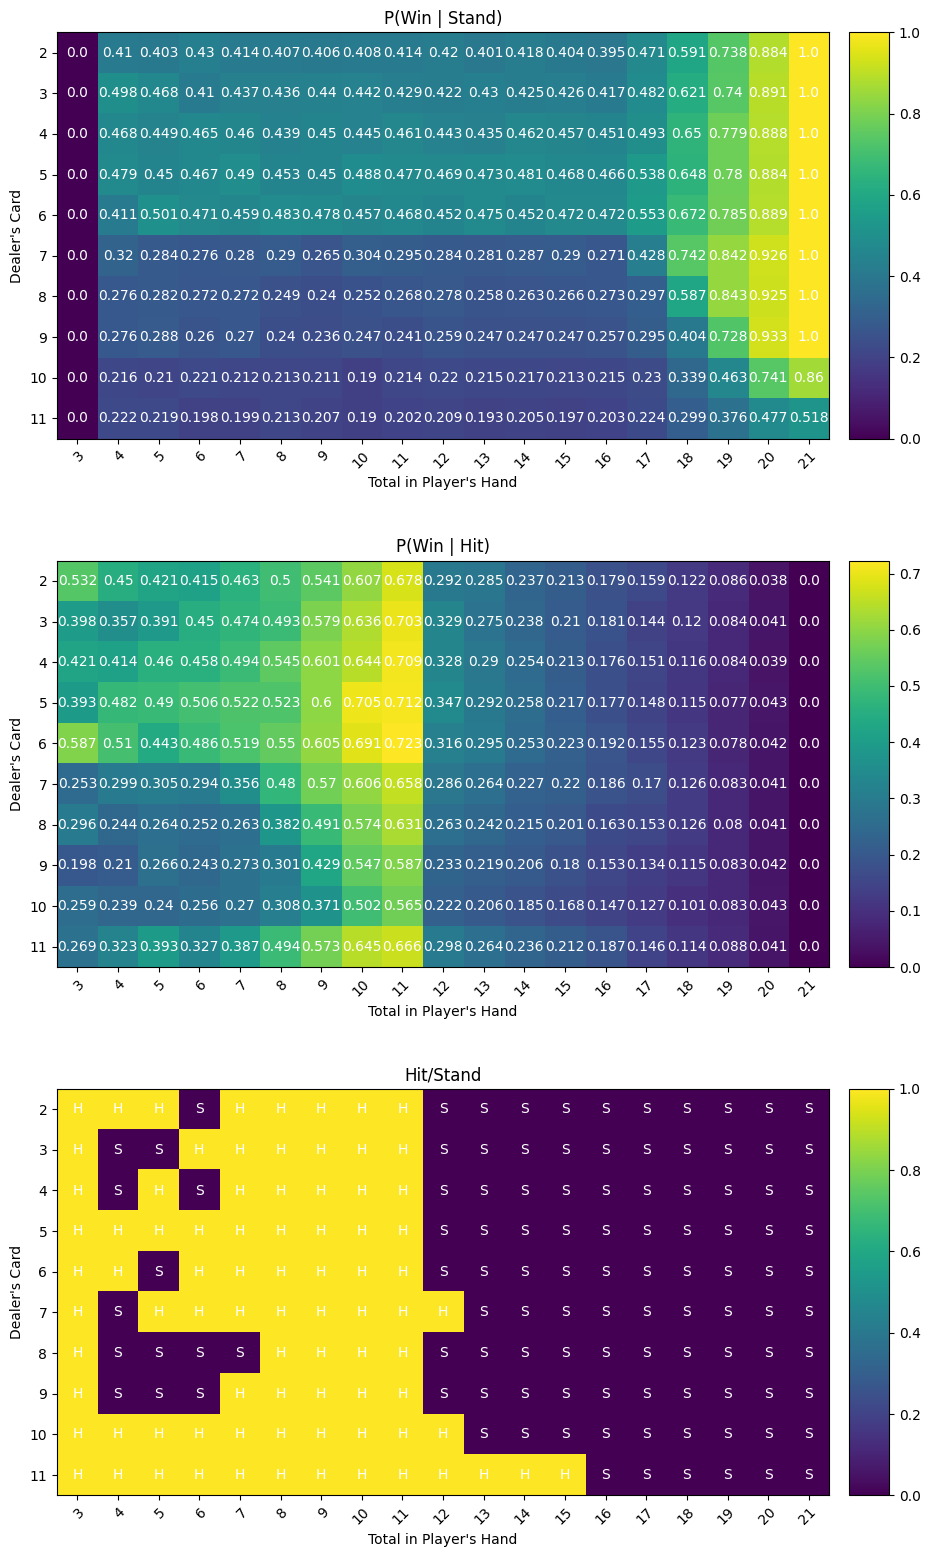 P(Win | Stand)
2 0.0 0.41 0.403 0.43 0.414 0.407 0.406 0.408 0.414 0.42 0.401 0.418 0.404 0.395 0.471 0.591 0.738 0.884 1.0
3 0.0 0.498 0.468 0.41 0.437 0.436 0.44 0.442 0.429 0.422 0.43 0.425 0.426 0.417 0.482 0.621 0.74 0.891 1.0
4 0.0 0.468 0.449 0.465 0.46 0.439 0.45 0.445 0.461 0.443 0.435 0.462 0.457 0.451 0.493 0.65 0.779 0.888 1.0
5 0.0 0.479 0.45 0.467 0.49 0.453 0.45 0.488 0.477 0.469 0.473 0.481 0.468 0.466 0.538 0.648 0.78 0.884 1.0
6 0.0 0.411 0.501 0.471 0.459 0.483 0.478 0.457 0.468 0.452 0.475 0.452 0.472 0.472 0.553 0.672 0.785 0.889 1.0
7 0.0 0.32 0.284 0.276 0.28 0.29 0.265 0.304 0.295 0.284 0.281 0.287 0.29 0.271 0.428 0.742 0.842 0.926 1.0
8 0.0 0.276 0.282 0.272 0.272 0.249 0.24 0.252 0.268 0.278 0.258 0.263 0.266 0.273 0.297 0.587 0.843 0.925 1.0
9 0.0 0.276 0.288 0.26 0.27 0.24 0.236 0.247 0.241 0.259 0.247 0.247 0.247 0.257 0.295 0.404 0.728 0.933 1.0
10 0.0 0.216 0.21 0.221 0.212 0.213 0.211 0.19 0.214 0.22 0.215 0.217 0.213 0.215 0.23 0.339 0.463 0.741 0.86
11 0.0 0.222 0.219 0.198 0.199 0.213 0.207 0.19 0.202 0.209 0.193 0.205 0.197 0.203 0.224 0.299 0.376 0.477 0.518
3 4 5 6 7 8 9 10 11 12 13 14 15 16 17 18 19 20 21
Total in Player's Hand
Dealer's Card
1.0
0.8
0.6
0.4
0.2
0.0
P(Win | Hit)
2 0.532 0.45 0.421 0.415 0.463 0.5 0.541 0.607 0.678 0.292 0.285 0.237 0.213 0.179 0.159 0.122 0.086 0.038 0.0
3 0.398 0.357 0.391 0.45 0.474 0.493 0.579 0.636 0.703 0.329 0.275 0.238 0.21 0.181 0.144 0.12 0.084 0.041 0.0
4 0.421 0.414 0.46 0.458 0.494 0.545 0.601 0.644 0.709 0.328 0.29 0.254 0.213 0.176 0.151 0.116 0.084 0.039 0.0
5 0.393 0.482 0.49 0.506 0.522 0.523 0.6 0.705 0.712 0.347 0.292 0.258 0.217 0.177 0.148 0.115 0.077 0.043 0.0
6 0.587 0.51 0.443 0.486 0.519 0.55 0.605 0.691 0.723 0.316 0.295 0.253 0.223 0.192 0.155 0.123 0.078 0.042 0.0
7 0.253 0.299 0.305 0.294 0.356 0.48 0.57 0.606 0.658 0.286 0.264 0.227 0.22 0.186 0.17 0.126 0.083 0.041 0.0
8 0.296 0.244 0.264 0.252 0.263 0.382 0.491 0.574 0.631 0.263 0.242 0.215 0.201 0.163 0.153 0.126 0.08 0.041 0.0
9 0.198 0.21 0.266 0.243 0.273 0.301 0.429 0.547 0.587 0.233 0.219 0.206 0.18 0.153 0.134 0.115 0.083 0.042 0.0
10 0.259 0.239 0.24 0.256 0.27 0.308 0.371 0.502 0.565 0.222 0.206 0.185 0.168 0.147 0.127 0.101 0.083 0.043 0.0
11 0.269 0.323 0.393 0.327 0.387 0.494 0.573 0.645 0.666 0.298 0.264 0.236 0.212 0.187 0.146 0.114 0.088 0.041 0.0
3 4 5 6 7 8 9 10 11 12 13 14 15 16 17 18 19 20 21
Total in Player's Hand
Dealer's Card
0.7
0.6
0.5
0.4
0.3
0.2
0.1
0.0
Hit/Stand
2 H H H S H H H H H S S S S S S S S S S
3 H S S H H H H H H S S S S S S S S S S
4 H S H S H H H H H S S S S S S S S S S
5 H H H H H H H H H S S S S S S S S S S
6 H H S H H H H H H S S S S S S S S S S
7 H S H H H H H H H H S S S S S S S S S
8 H S S S S H H H H S S S S S S S S S S
9 H S S S H H H H H S S S S S S S S S S
10 H H H H H H H H H H S S S S S S S S S
11 H H H H H H H H H H H H H S S S S S S
3 4 5 6 7 8 9 10 11 12 13 14 15 16 17 18 19 20 21
Total in Player's Hand
Dealer's Card
1.0
0.8
0.6
0.4
0.2
0.0